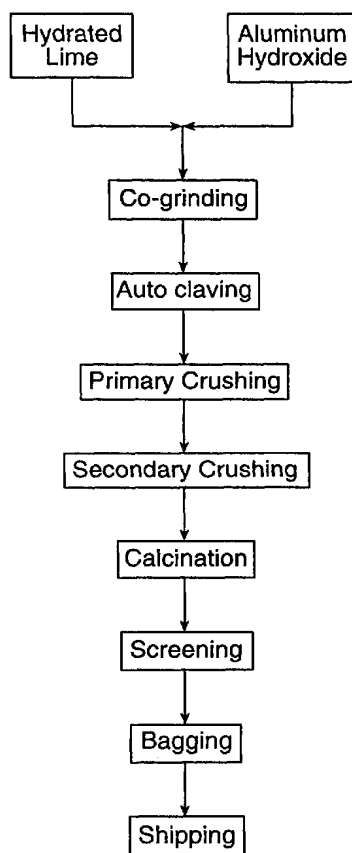 Hydrated
Lime
Aluminum
Hydroxide
Co-grinding
Auto claving
Primary Crushing
Secondary Crushing
Calcination
Screening
Bagging
Shipping